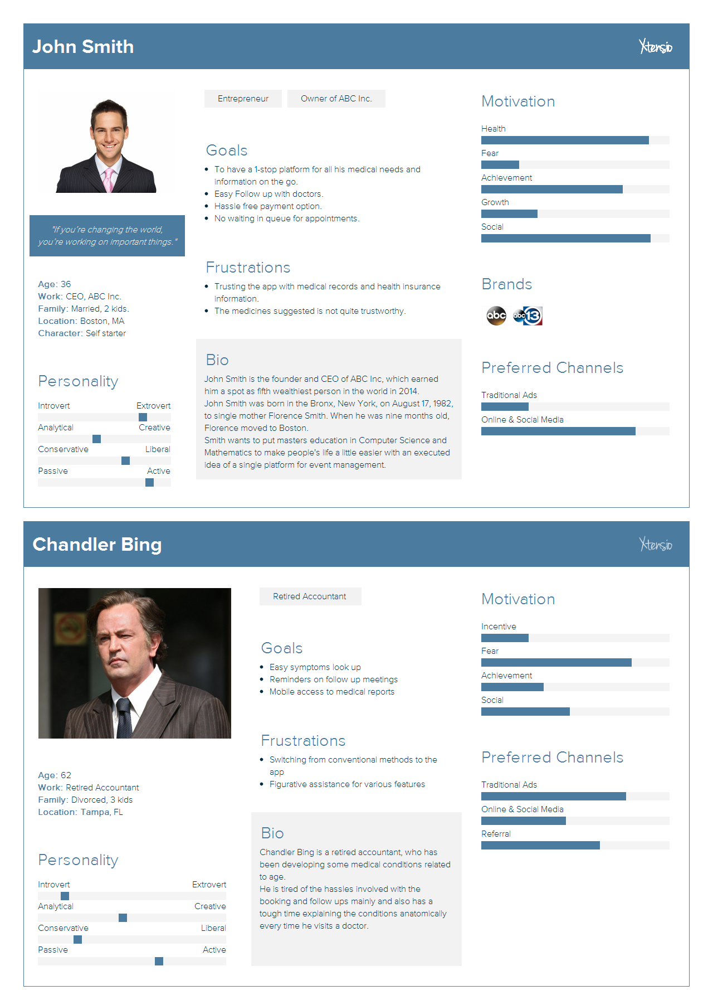 John Smith
Xtensio
Entrepreneur
Owner of ABC Inc.
"If you're changing the world,
you're working on important things."
Age: 36
Work: CEO, ABC Inc.
Family: Married, 2 kids.
Location: Boston, MA
Character: Self starter
Personality
Introvert Extrovert
Analytical Creative
Conservative Liberal
Passive Active
Goals
To have a 1-stop platform for all his medical needs and
information on the go.
Easy Follow up with doctors.
Hassle free payment option.
No waiting in queue for appointments.
Frustrations
Trusting the app with medical records and health insurance
information.
The medicines suggested is not quite trustworthy.
Bio
John Smith is the founder and CEO of ABC Inc, which earned
him a spot as fifth wealthiest person in the world in 2014.
John Smith was born in the Bronx, New York, on August 17, 1982,
to single mother Florence Smith. When he was nine months old,
Florence moved to Boston.
Smith wants to put masters education in Computer Science and
Mathematics to make people's life a little easier with an executed
idea of a single platform for event management.
Motivation
Health
Fear
Achievement
Growth
Social
Brands
abc abc 13
Preferred Channels
Traditional Ads
Online & Social Media
Chandler Bing
Xtensio
Retired Accountant
Age: 62
Work: Retired Accountant
Family: Divorced, 3 kids
Location: Tampa, FL
Personality
Introvert Extrovert
Analytical Creative
Conservative Liberal
Passive Active
Goals
Easy symptoms look up
Reminders on follow up meetings
Mobile access to medical reports
Frustrations
Switching from conventional methods to the
app
Figurative assistance for various features
Bio
Chandler Bing is a retired accountant, who has
been developing some medical conditions related
to age.
He is tired of the hassles involved with the
booking and follow ups mainly and also has a
tough time explaining the conditions anatomically
every time he visits a doctor.
Motivation
Incentive
Fear
Achievement
Social
Preferred Channels
Traditional Ads
Online & Social Media
Referral